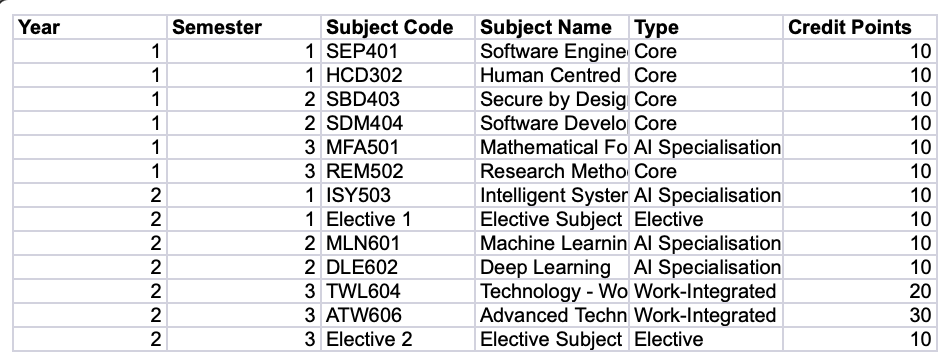 Year Semester Subject Code Subject Name Type Credit Points
1 1 SEP401 Software Engine Core 10
1 1 HCD302 Human Centred Core 10
1 2 SBD403 Secure by Desig Core 10
1 2 SDM404 Software Develo Core 10
1 3 MFA501 Mathematical Fo AI Specialisation 10
1 3 REM502 Research Metho Core 10
2 1 ISY503 Intelligent System AI Specialisation 10
2 1 Elective 1 Elective Subject Elective 10
2 2 MLN601 Machine Learnin AI Specialisation 10
2 2 DLE602 Deep Learning AI Specialisation 10
2 3 TWL604 Technology - Wo Work-Integrated 20
2 3 ATW606 Advanced Techn Work-Integrated 30
2 3 Elective 2 Elective Subject Elective 10